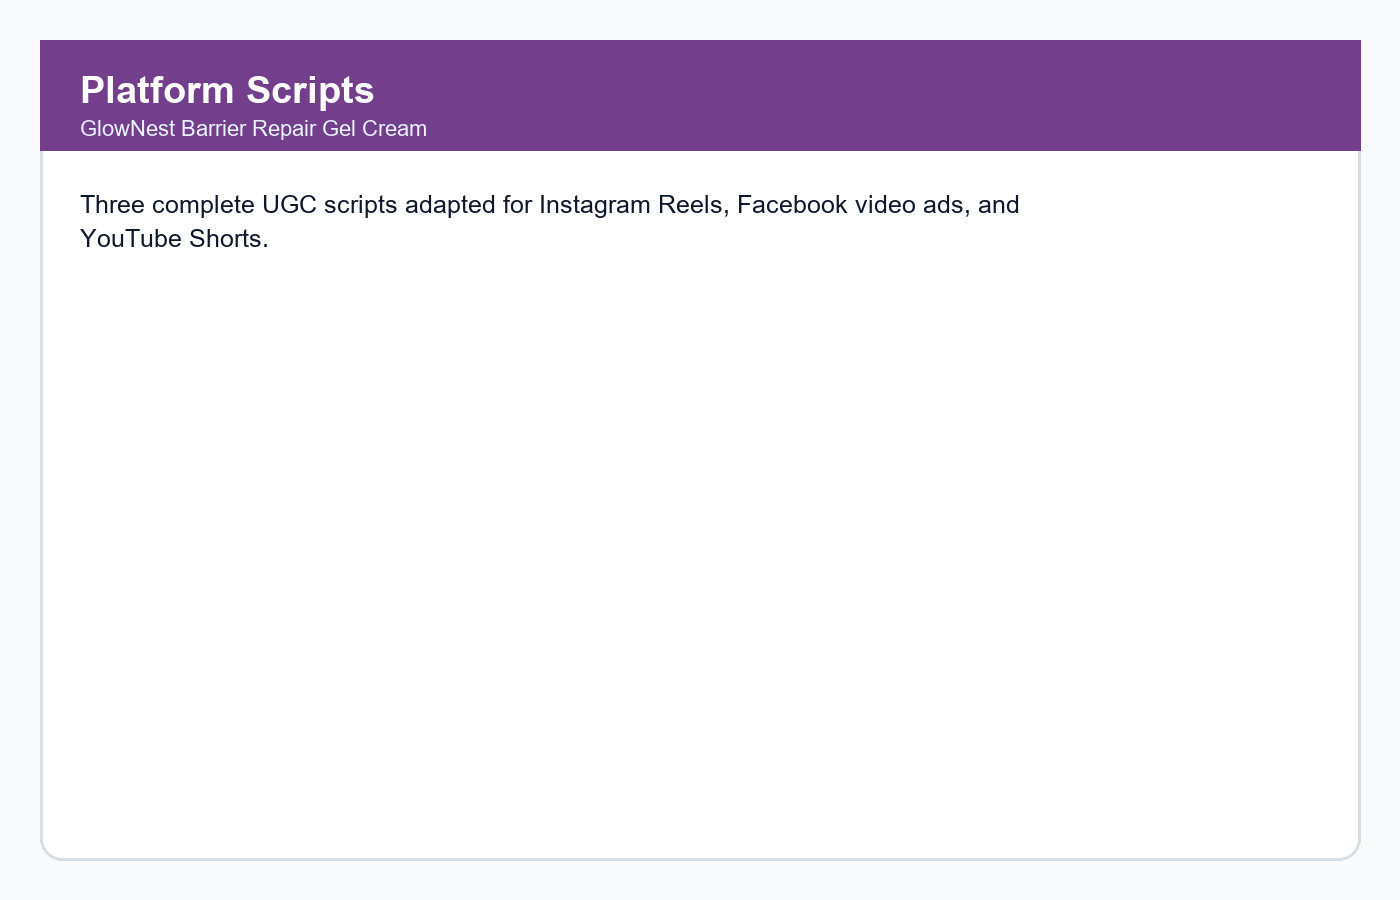 Platform Scripts
GlowNest Barrier Repair Gel Cream
Three complete UGC scripts adapted for Instagram Reels, Facebook video ads, and
YouTube Shorts.